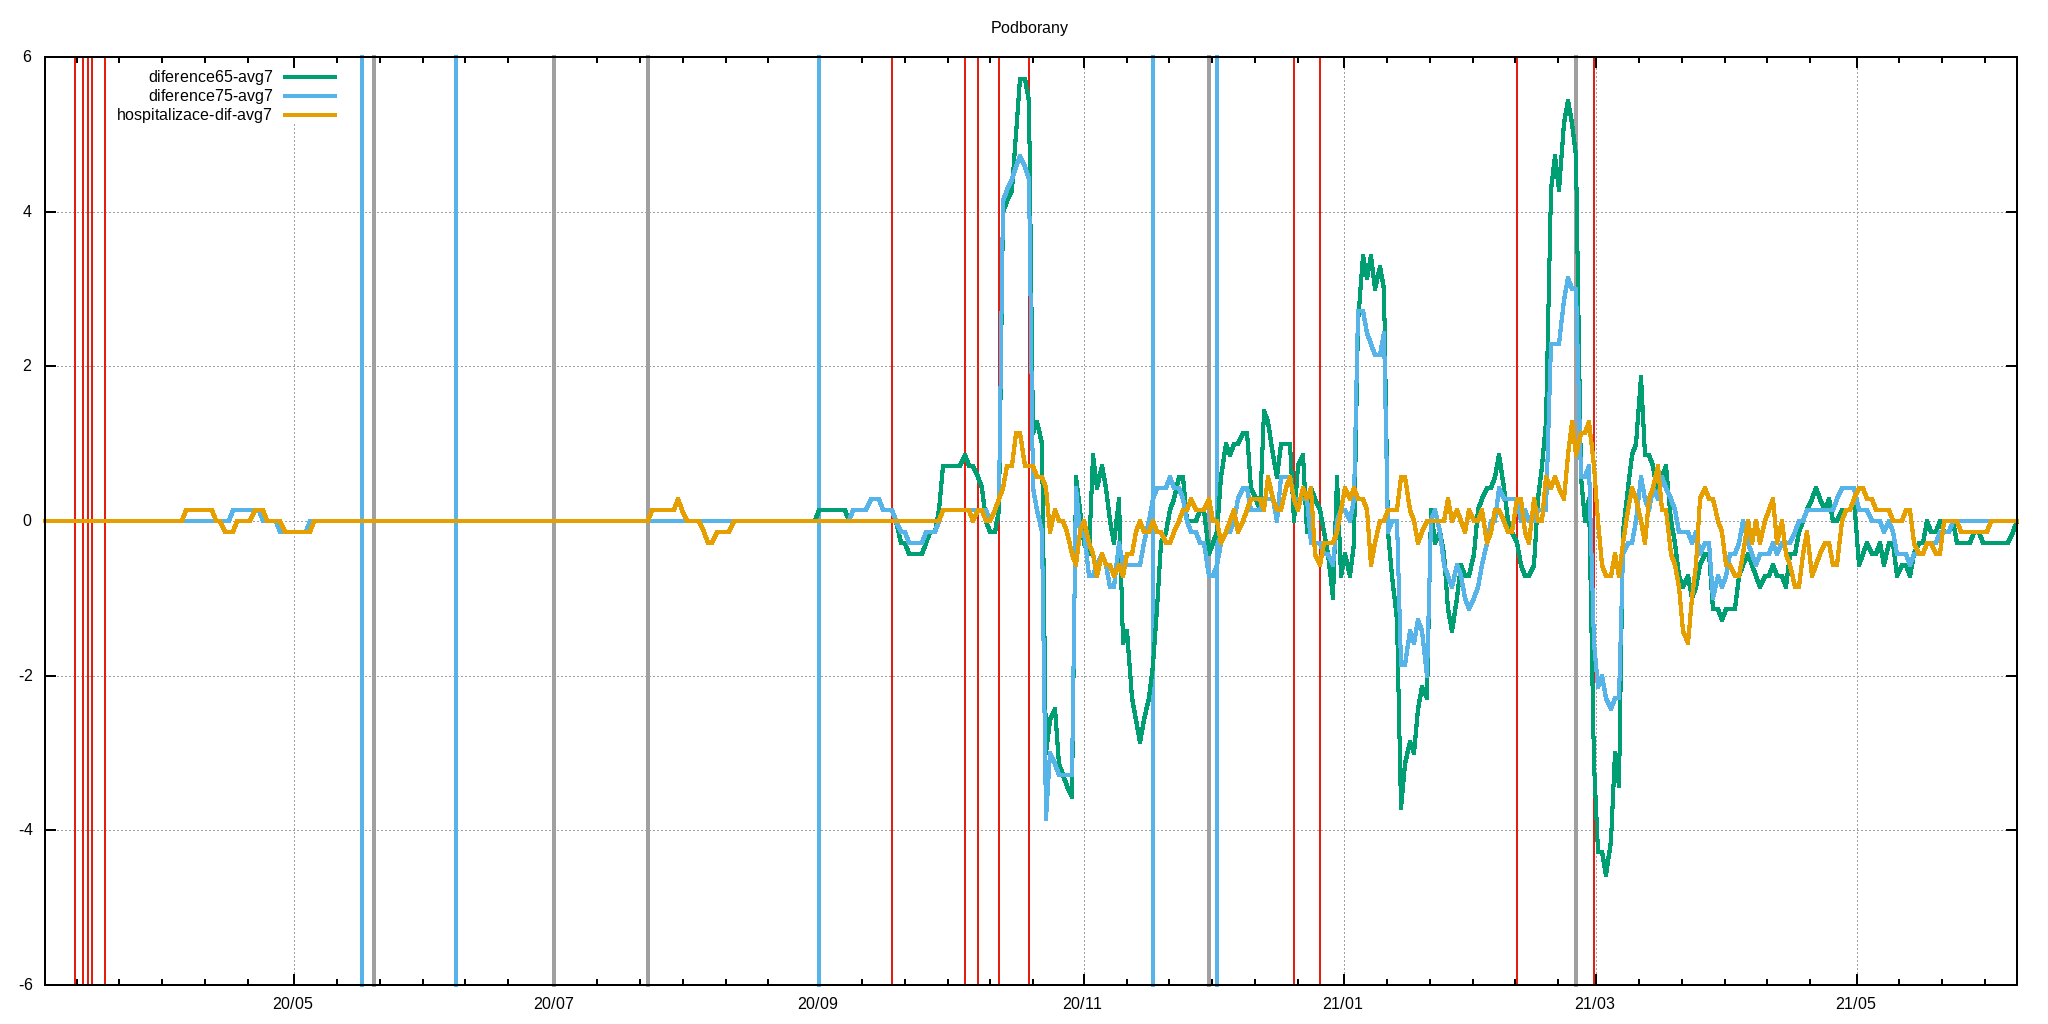 Podborany
6
diference65-avg7
diference75-avg7
hospitalizace-dif-avg7
4
2
0
-2
-4
-6
20/05 20/07 20/09 20/11 21/01 21/03 21/05